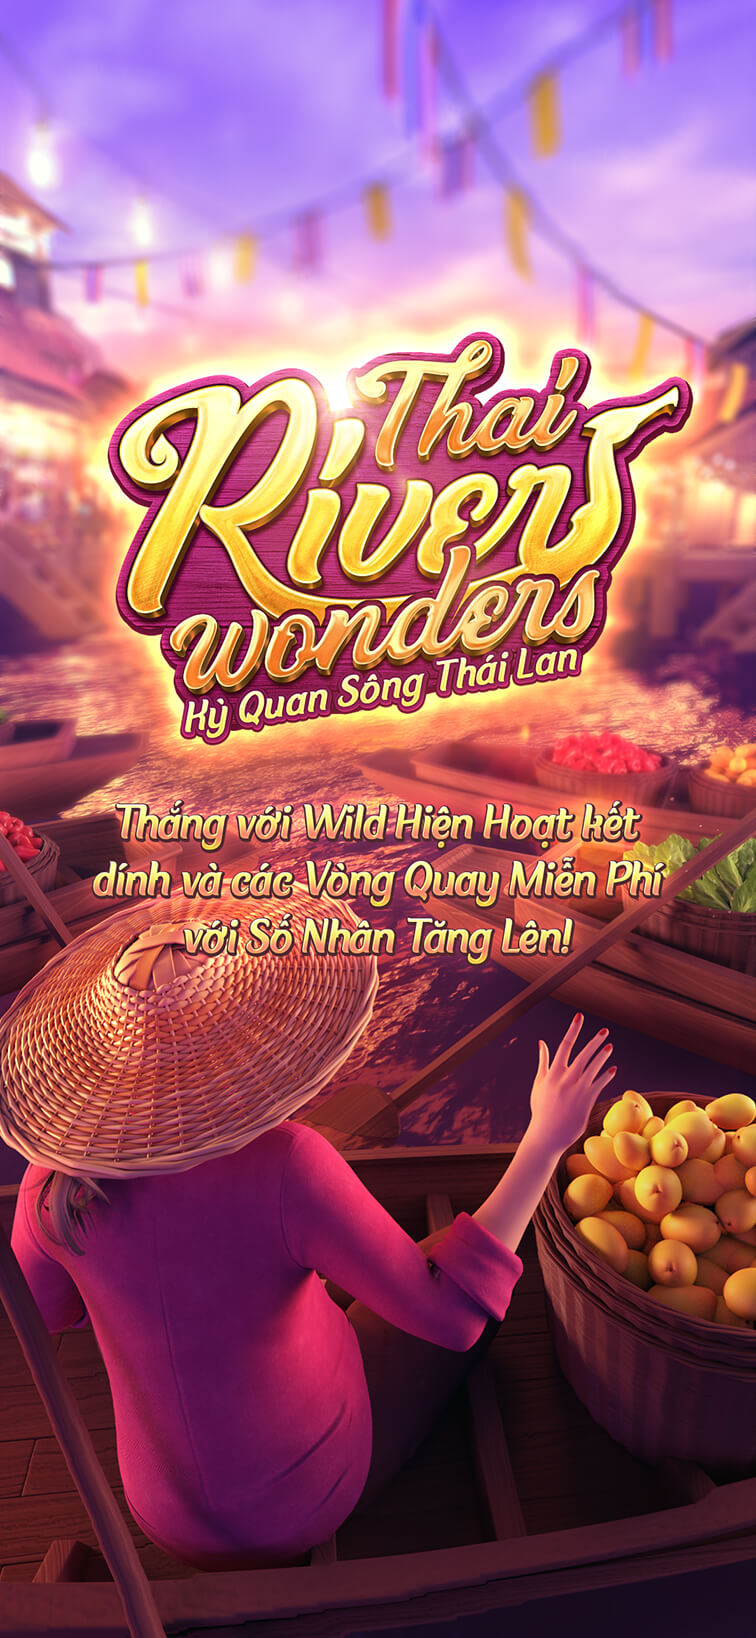 Thai
River
wonders
Kỳ Quan Sông Thái Lan
Thắng với Wild Hiện Hoạt kết
dính và các Vòng Quay Miễn Phí
với Số Nhân Tăng Lên!